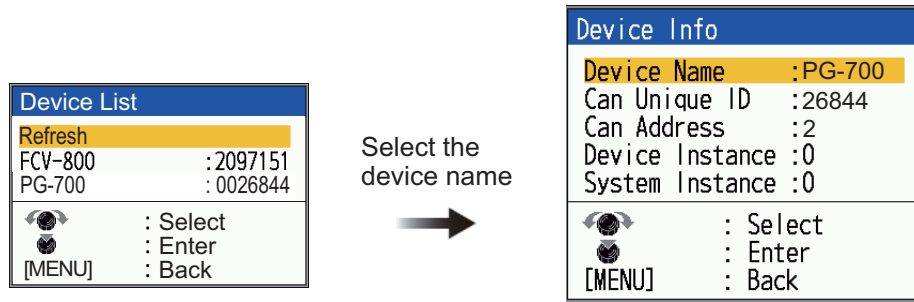 Device List
Refresh
FCV-800 :2097151
PG-700 : 0026844
: Select
: Enter
[MENU] : Back
Select the
device name
Device Info
Device Name :PG-700
Can Unique ID :26844
Can Address :2
Device Instance :0
System Instance :0
: Select
: Enter
[MENU] : Back